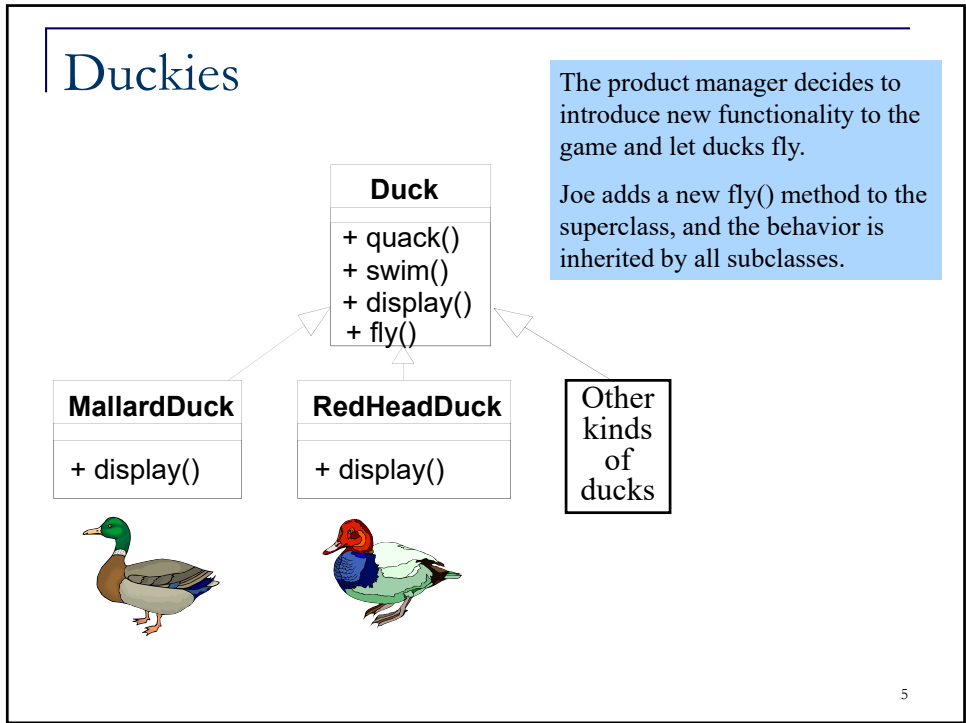 Duckies
The product manager decides to
introduce new functionality to the
game and let ducks fly.
Joe adds a new fly() method to the
superclass, and the behavior is
inherited by all subclasses.
Duck
+ quack()
+ swim()
+ display()
+ fly()
MallardDuck
+ display()
RedHeadDuck
+ display()
Other
kinds
of
ducks
5